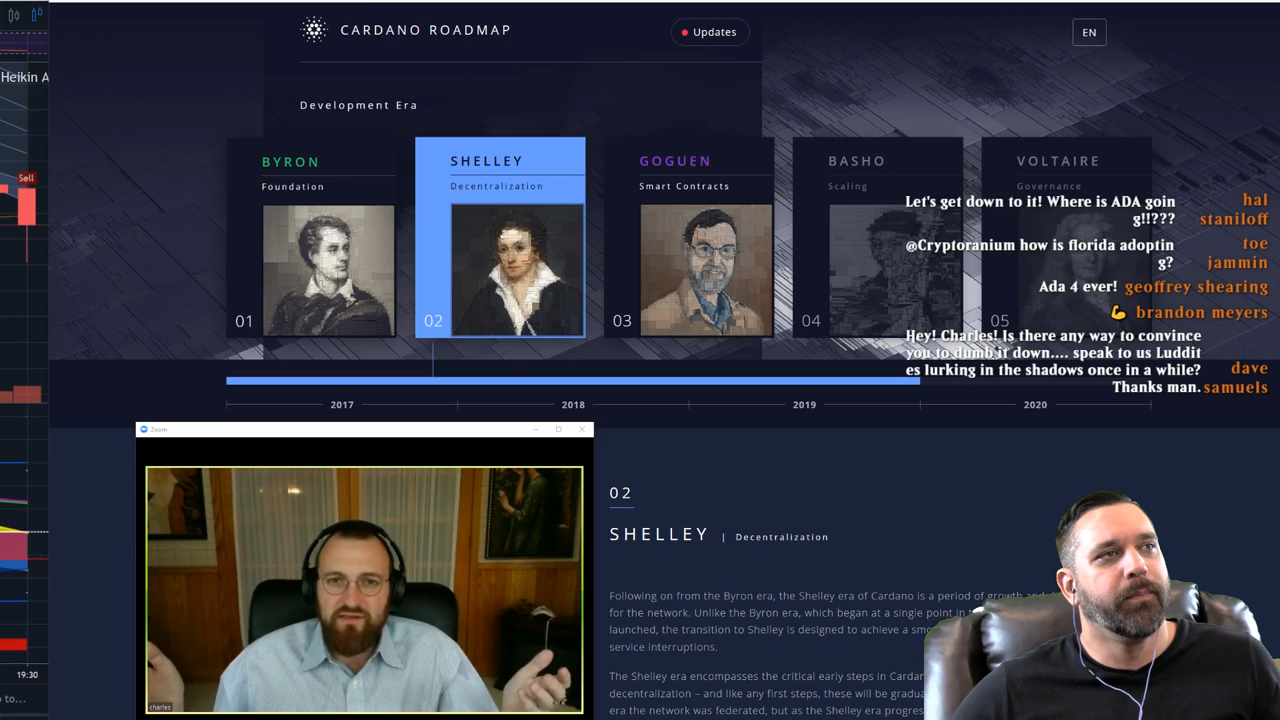 CARDANO ROADMAP
Updates
EN
Heikin A
Development Era
BYRON
Foundation
01
SHELLEY
Decentralization
02
GOGUEN
Smart Contracts
03
BASHO
Scaling
04
VOLTAIRE
Governance
05
Sell
Let's get down to it! Where is ADA goin
g!!???
hal
staniloff
@Cryptoranium how is florida adoptin
g?
toe
jammin
Ada 4 ever! geoffrey shearing
💪 brandon meyers
Hey! Charles! Is there any way to convince
you to dumb it down.... speak to us Luddit
es lurking in the shadows once in a while?
Thanks man.
dave
samuels
2017
2018
2019
2020
Zoom
charles
02
SHELLEY | Decentralization
Following on from the Byron era, the Shelley era of Cardano is a period of growth and
for the network. Unlike the Byron era, which began at a single point in
launched, the transition to Shelley is designed to achieve a
service interruptions.
The Shelley era encompasses the critical early steps in
decentralization – and like any first steps, these will be
era the network was federated, but as the Shelley era
19:30
to...